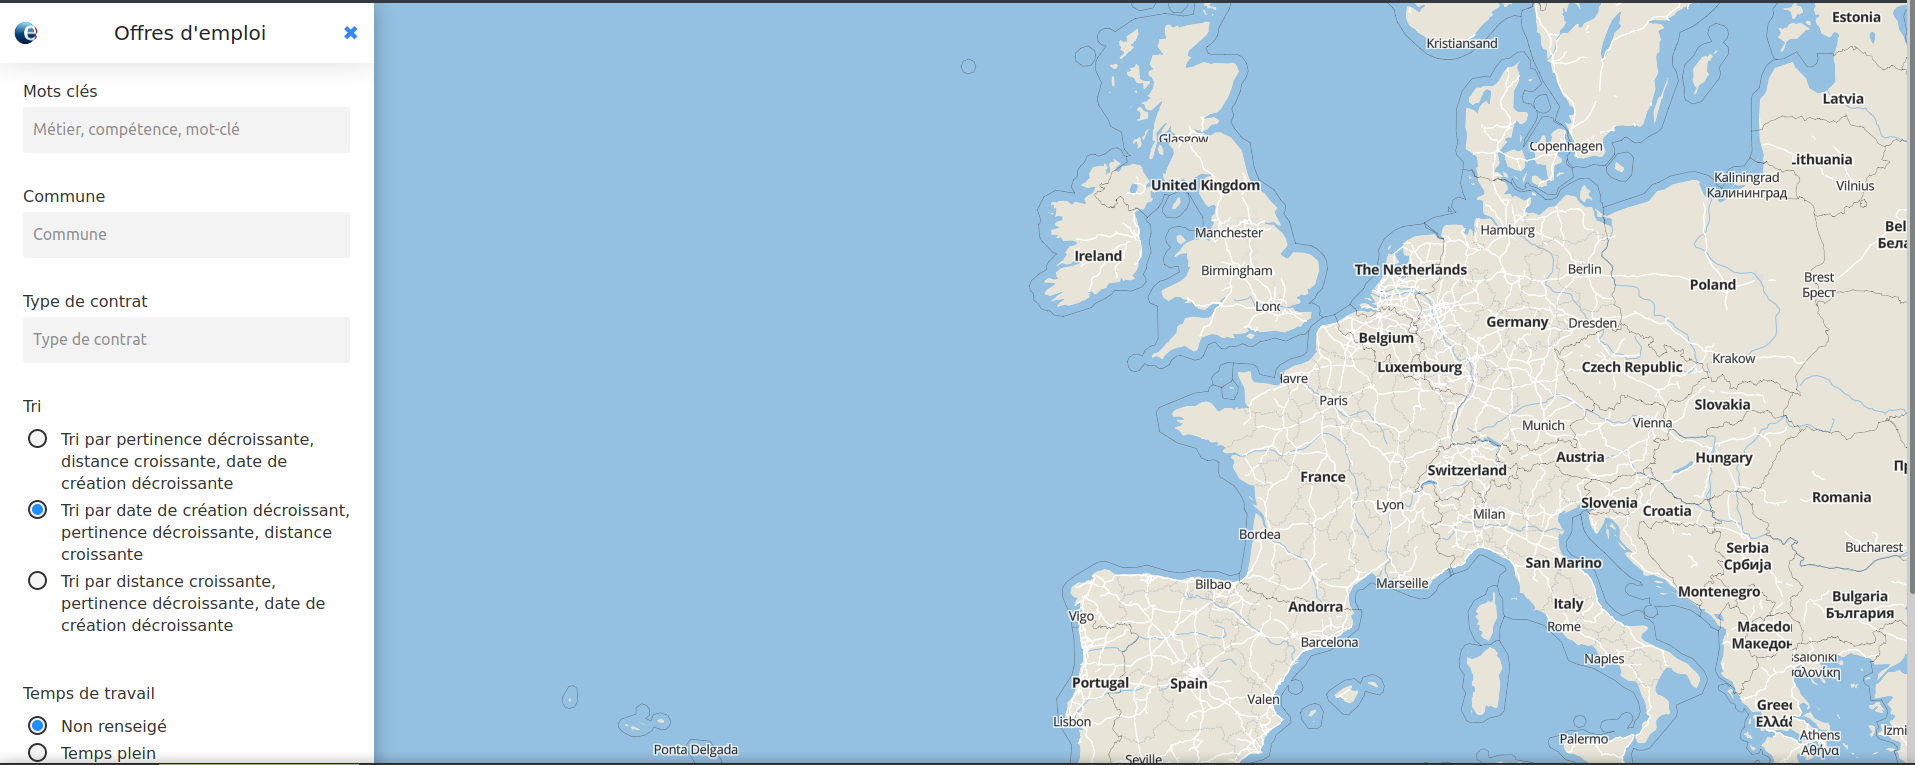 Offres d'emploi
Mots clés
Métier, compétence, mot-clé
Commune
Commune
Type de contrat
Type de contrat
Tri
Tri par pertinence décroissante,
distance croissante, date de
création décroissante
Tri par date de création décroissant,
pertinence décroissante, distance
croissante
Tri par distance croissante,
pertinence décroissante, date de
création décroissante
Temps de travail
Non renseigé
Temps plein
Estonia
Kristiansand
Latvia
Glasgow
Copenhagen
ithuania
Kaliningrad
Калининград
Vilnius
United Kingdom
Manchester
Hamburg
Bel
Бела
Ireland
Birmingham
The Netherlands
Berlin
Poland
Brest
Брест
Lond
Germany
Dresden
Belgium
Luxembourg
Czech Republic
Krakow
Havre
Paris
Slovakia
Munich
Vienna
Switzerland
Austria
Hungary
France
Romania
Lyon
Milan
Slovenia
Croatia
Bordea
Serbia
Србија
Bucharest
San Marino
Marseille
Bilbao
Montenegro
Andorra
Italy
Bulgaria
България
Vigo
Rome
Macedo
Македон
Barcelona
Naples
ssaloniki
αλονίκη
Portugal
Spain
Valen
Lisbon
Greec
Ελλάδ
Palermo
Athens
Αθήνα
Izmi
Ponta Delgada
Seville